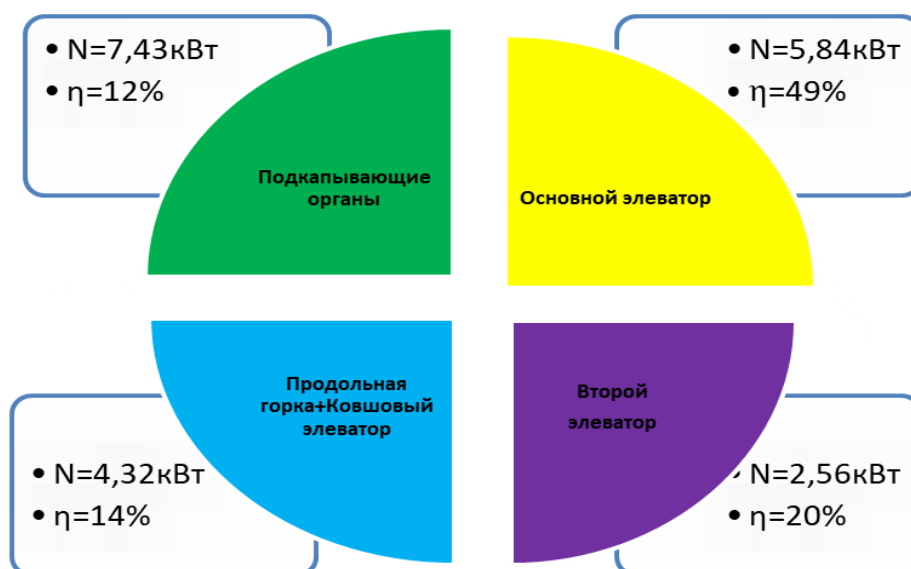 • N=7,43кВт
• η=12%
• N=5,84кВт
• η=49%
Подкапывающие
органы
Основной элеватор
Продольная
горка+Ковшовый
элеватор
Второй
элеватор
• N=4,32кВт
• η=14%
• N=2,56кВт
• η=20%